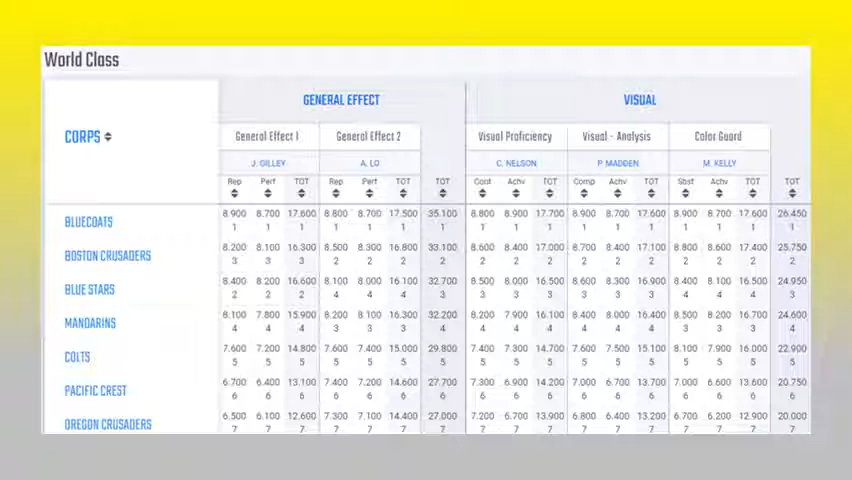 World Class
GENERAL EFFECT VISUAL
CORPS General Effect 1 General Effect 2 Visual Proficiency Visual - Analysis Color Guard
J. GILLEY A. LO C. NELSON P. MADDEN M. KELLY
Rep Perf TOT Rep Perf TOT TOT Cont Achv TOT Comp Achv TOT Sbst Achv TOT TOT
BLUECOATS 8.900 8.700 17.600 8.800 8.700 17.500 35.100 8.800 8.900 17.700 8.900 8.700 17.600 8.900 8.700 17.600 26.450
1 1 1 1 1 1 1 1 1 1 1 1 1 1 1 1 1
BOSTON CRUSADERS 8.200 8.100 16.300 8.500 8.300 16.800 33.100 8.600 8.400 17.000 8.700 8.400 17.100 8.800 8.600 17.400 25.750
3 3 3 2 2 2 2 2 2 2 2 2 2 2 2 2 2
BLUE STARS 8.400 8.200 16.600 8.100 8.000 16.100 32.700 8.500 8.000 16.500 8.600 8.300 16.900 8.400 8.100 16.500 24.950
2 2 2 4 4 4 3 3 3 3 3 3 3 4 4 4 3
MANDARINS 8.100 7.800 15.900 8.200 8.100 16.300 32.200 8.200 7.900 16.100 8.400 8.000 16.400 8.500 8.200 16.700 24.600
4 4 4 3 3 3 4 4 4 4 4 4 4 3 3 3 4
COLTS 7.600 7.200 14.800 7.600 7.400 15.000 29.800 7.400 7.300 14.700 7.600 7.500 15.100 8.100 7.900 16.000 22.900
5 5 5 5 5 5 5 5 5 5 5 5 5 5 5 5 5
PACIFIC CREST 6.700 6.400 13.100 7.400 7.200 14.600 27.700 7.300 6.900 14.200 7.000 6.700 13.700 7.000 6.600 13.600 20.750
6 6 6 6 6 6 6 6 6 6 6 6 6 6 6 6 6
OREGON CRUSADERS 6.500 6.100 12.600 7.300 7.100 14.400 27.000 7.200 6.700 13.900 6.800 6.400 13.200 6.700 6.200 12.900 20.000
7 7 7 7 7 7 7 7 7 7 7 7 7 7 7 7 7